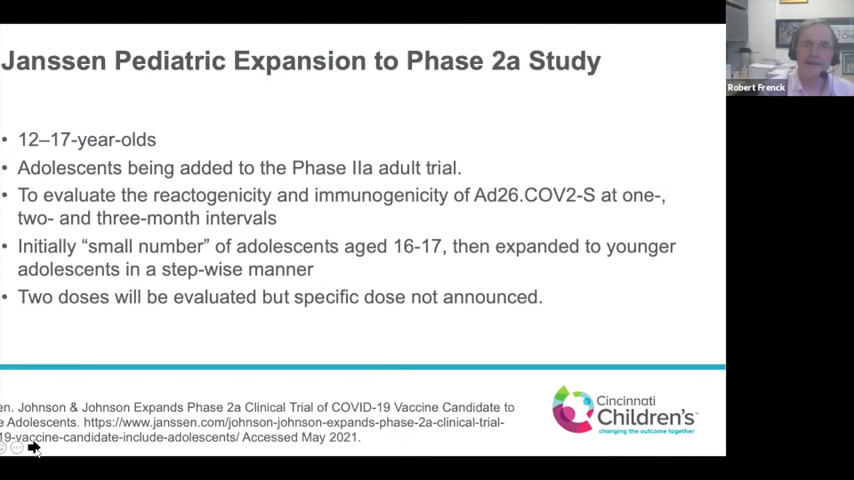 Janssen Pediatric Expansion to Phase 2a Study
Robert Frenck
• 12–17-year-olds
• Adolescents being added to the Phase IIa adult trial.
• To evaluate the reactogenicity and immunogenicity of Ad26.COV2-S at one-,
two- and three-month intervals
• Initially “small number” of adolescents aged 16-17, then expanded to younger
adolescents in a step-wise manner
• Two doses will be evaluated but specific dose not announced.
en. Johnson & Johnson Expands Phase 2a Clinical Trial of COVID-19 Vaccine Candidate to
e Adolescents. https://www.janssen.com/johnson-johnson-expands-phase-2a-clinical-trial-
19-vaccine-candidate-include-adolescents/ Accessed May 2021.
Cincinnati
Children's™
changing the outcome together